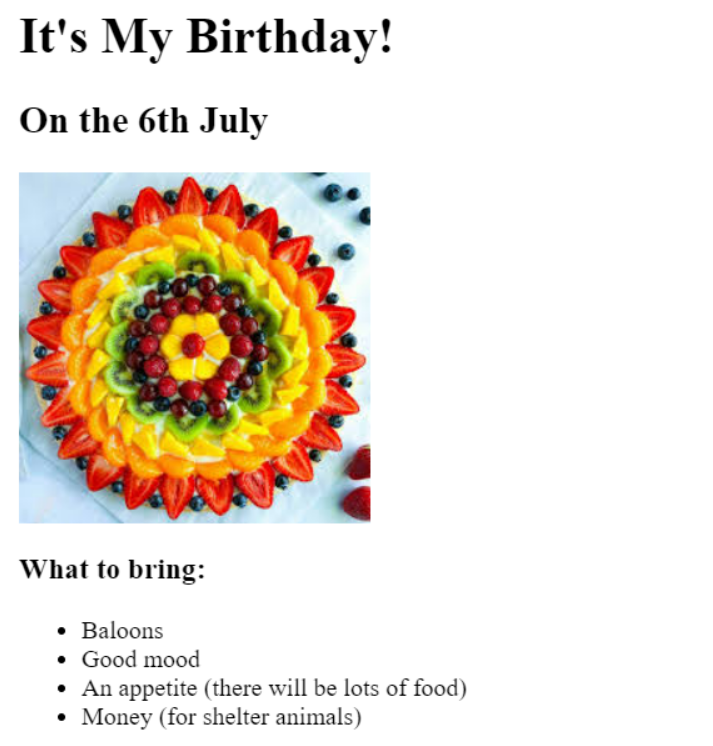 It's My Birthday!
On the 6th July
What to bring:
Baloons
Good mood
An appetite (there will be lots of food)
Money (for shelter animals)